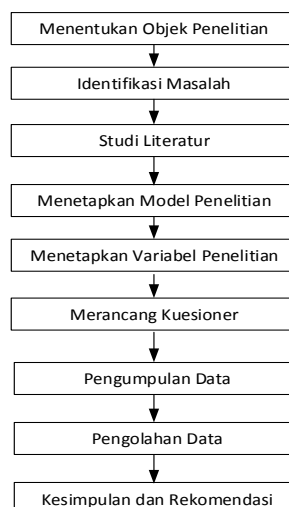 Menentukan Objek Penelitian
Identifikasi Masalah
Studi Literatur
Menetapkan Model Penelitian
Menetapkan Variabel Penelitian
Merancang Kuesioner
Pengumpulan Data
Pengolahan Data
Kesimpulan dan Rekomendasi